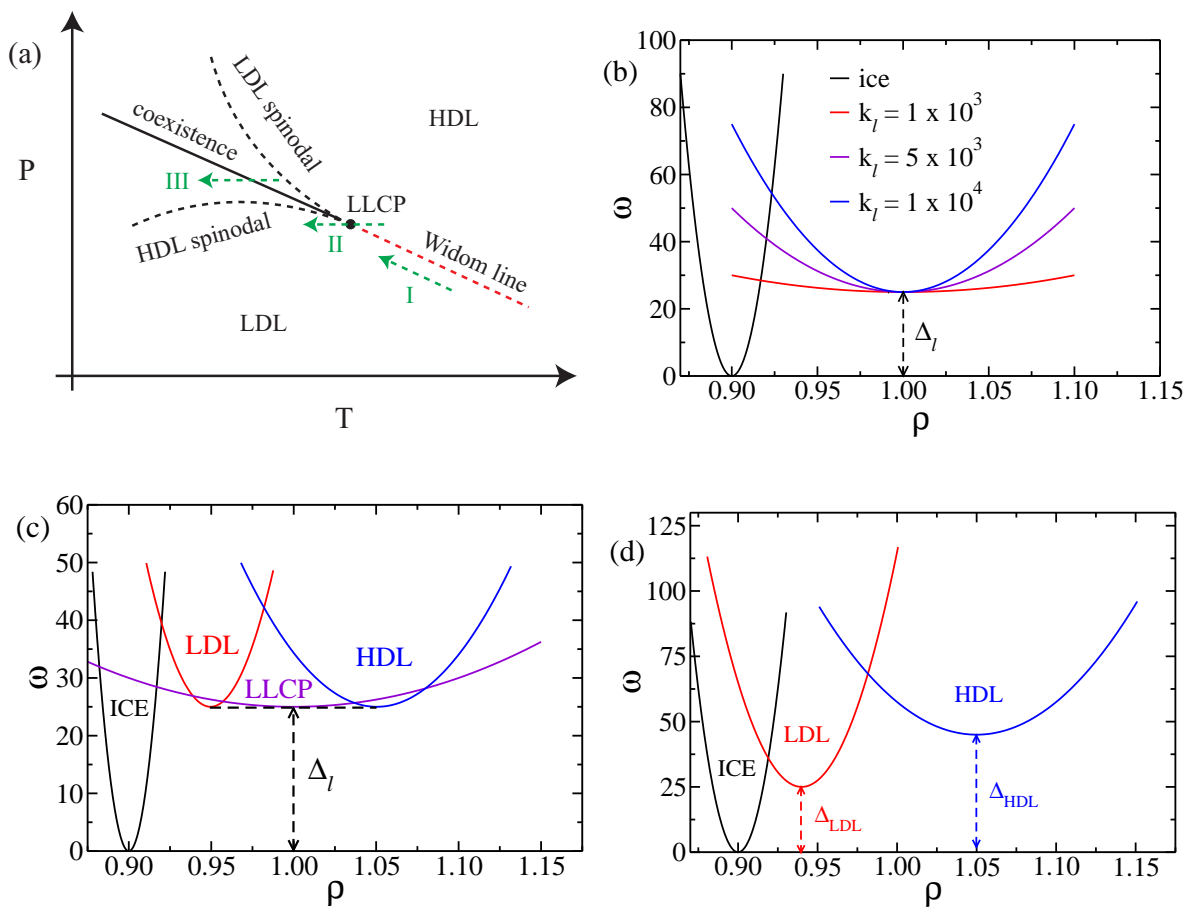 (a)
P
T
coexistence
LDL spinodal
HDL
III
LLCP
HDL spinodal
II
Widom line
I
LDL
(b)
100
80
60
40
20
0
ω
ice
k_l = 1 x 10^3
k_l = 5 x 10^3
k_l = 1 x 10^4
Δ_l
0.90 0.95 1.00 1.05 1.10 1.15
ρ
(c)
60
50
40
30
20
10
0
ω
LDL
HDL
LLCP
ICE
Δ_l
0.90 0.95 1.00 1.05 1.10 1.15
ρ
(d)
125
100
75
50
25
0
ω
HDL
LDL
ICE
Δ_LDL
Δ_HDL
0.90 0.95 1.00 1.05 1.10 1.15
ρ